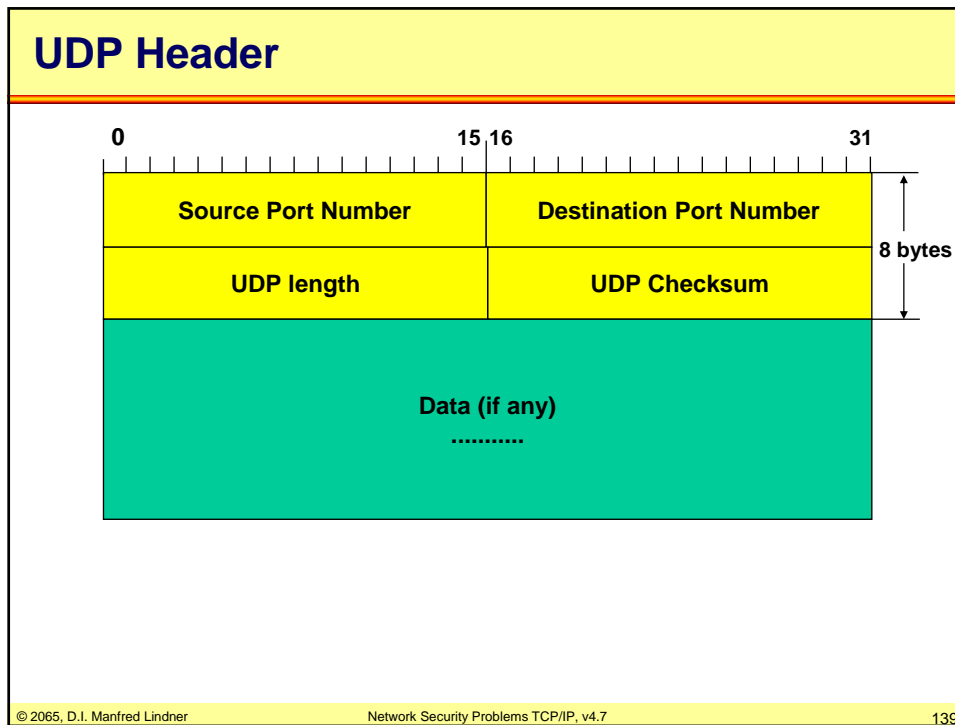 UDP Header
0 15 16 31
Source Port Number Destination Port Number
8 bytes
UDP length UDP Checksum
Data (if any)
...........
© 2065, D.I. Manfred Lindner Network Security Problems TCP/IP, v4.7 139